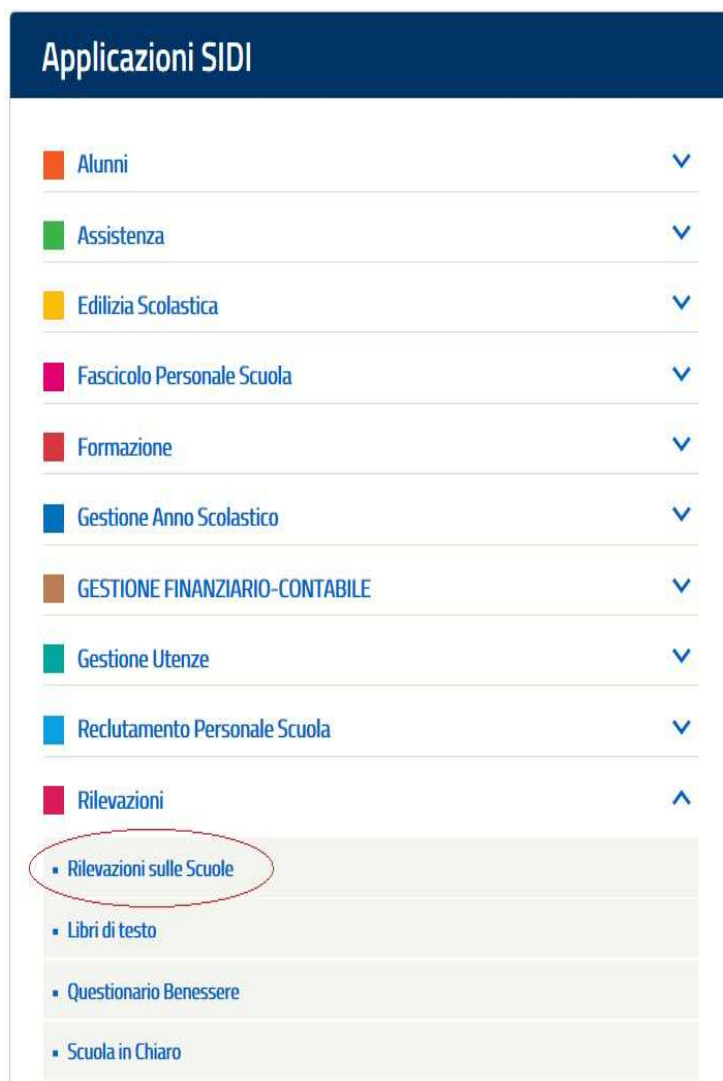 Applicazioni SIDI
Alunni
Assistenza
Edilizia Scolastica
Fascicolo Personale Scuola
Formazione
Gestione Anno Scolastico
GESTIONE FINANZIARIO-CONTABILE
Gestione Utenze
Reclutamento Personale Scuola
Rilevazioni
Rilevazioni sulle Scuole
Libri di testo
Questionario Benessere
Scuola in Chiaro